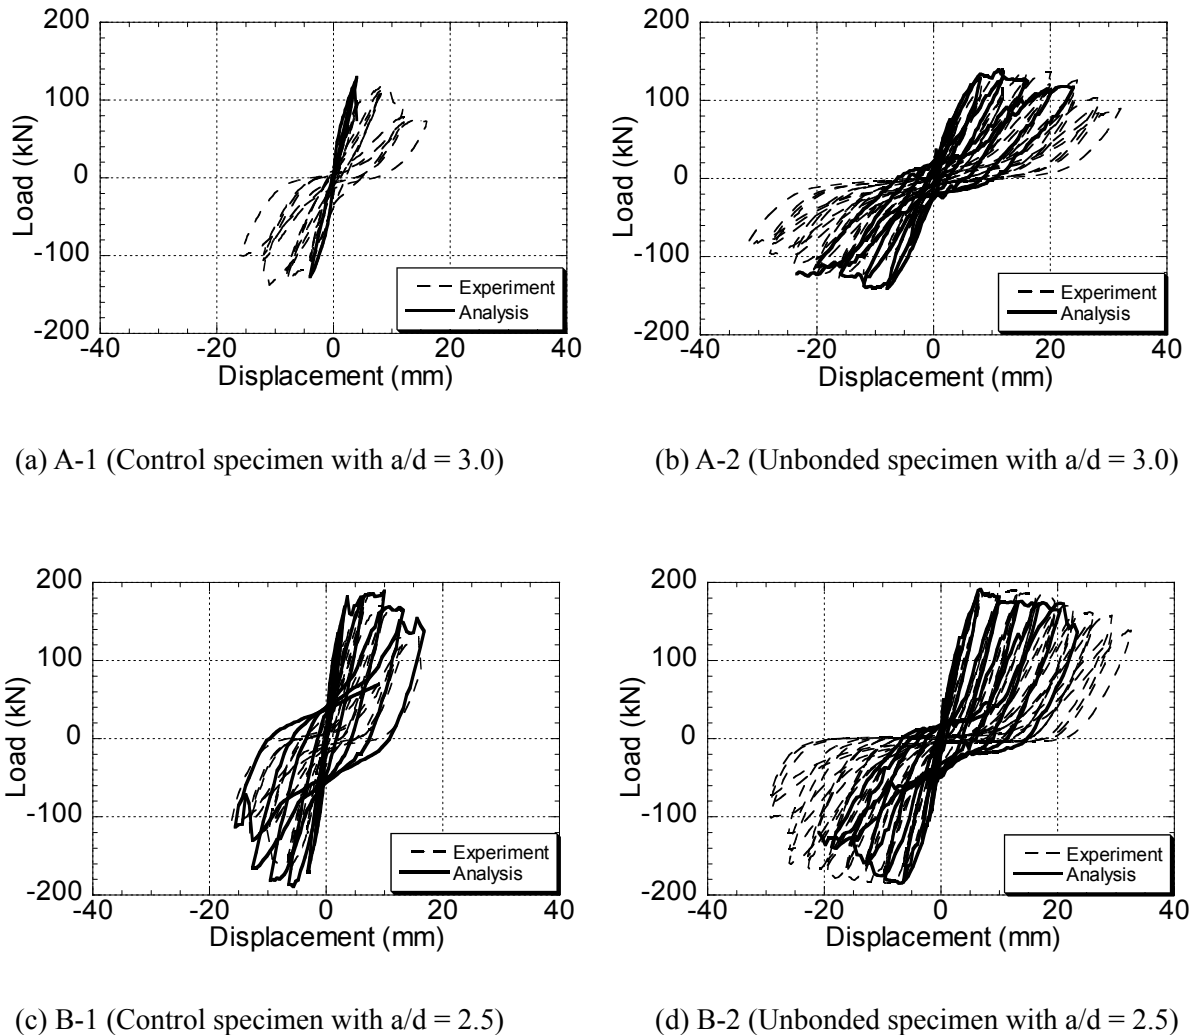 200
100
0
-100
-200
Load (kN)
Experiment
Analysis
-40 -20 0 20 40
Displacement (mm)
200
100
0
-100
-200
Load (kN)
Experiment
Analysis
-40 -20 0 20 40
Displacement (mm)
(a) A-1 (Control specimen with a/d = 3.0)
(b) A-2 (Unbonded specimen with a/d = 3.0)
200
100
0
-100
-200
Load (kN)
Experiment
Analysis
-40 -20 0 20 40
Displacement (mm)
200
100
0
-100
-200
Load (kN)
Experiment
Analysis
-40 -20 0 20 40
Displacement (mm)
(c) B-1 (Control specimen with a/d = 2.5)
(d) B-2 (Unbonded specimen with a/d = 2.5)